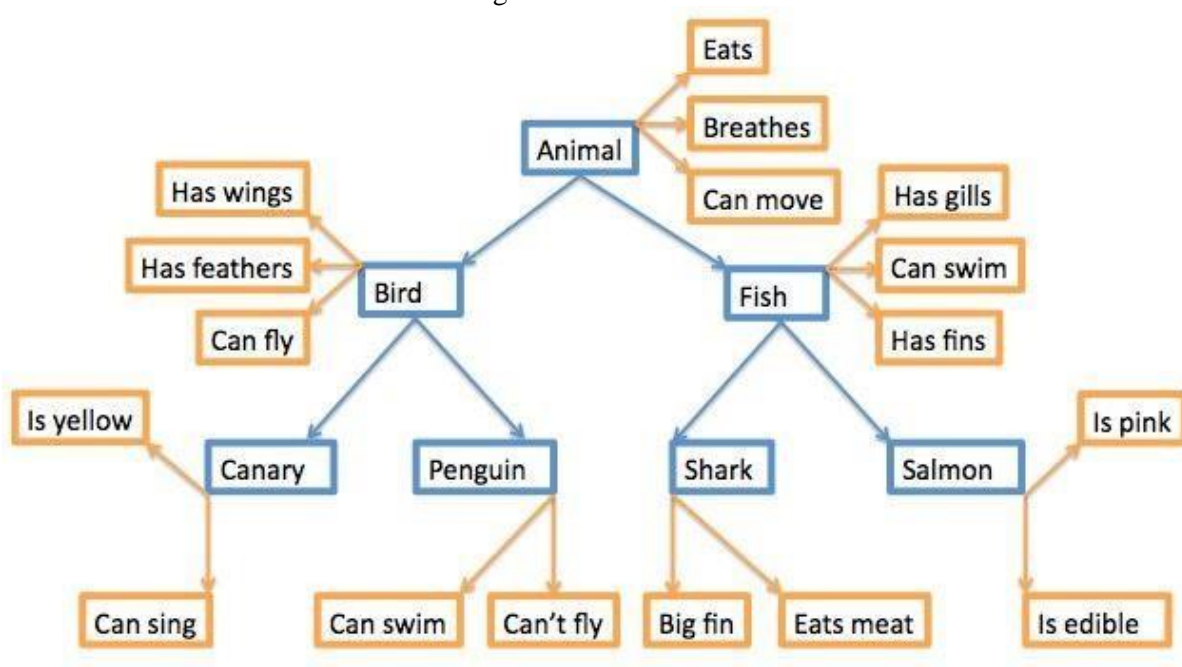 Eats
Animal
Breathes
Can move
Has wings
Has feathers
Bird
Can fly
Has gills
Fish
Can swim
Has fins
Is yellow
Canary
Can sing
Penguin
Can swim
Can't fly
Shark
Big fin
Eats meat
Salmon
Is pink
Is edible